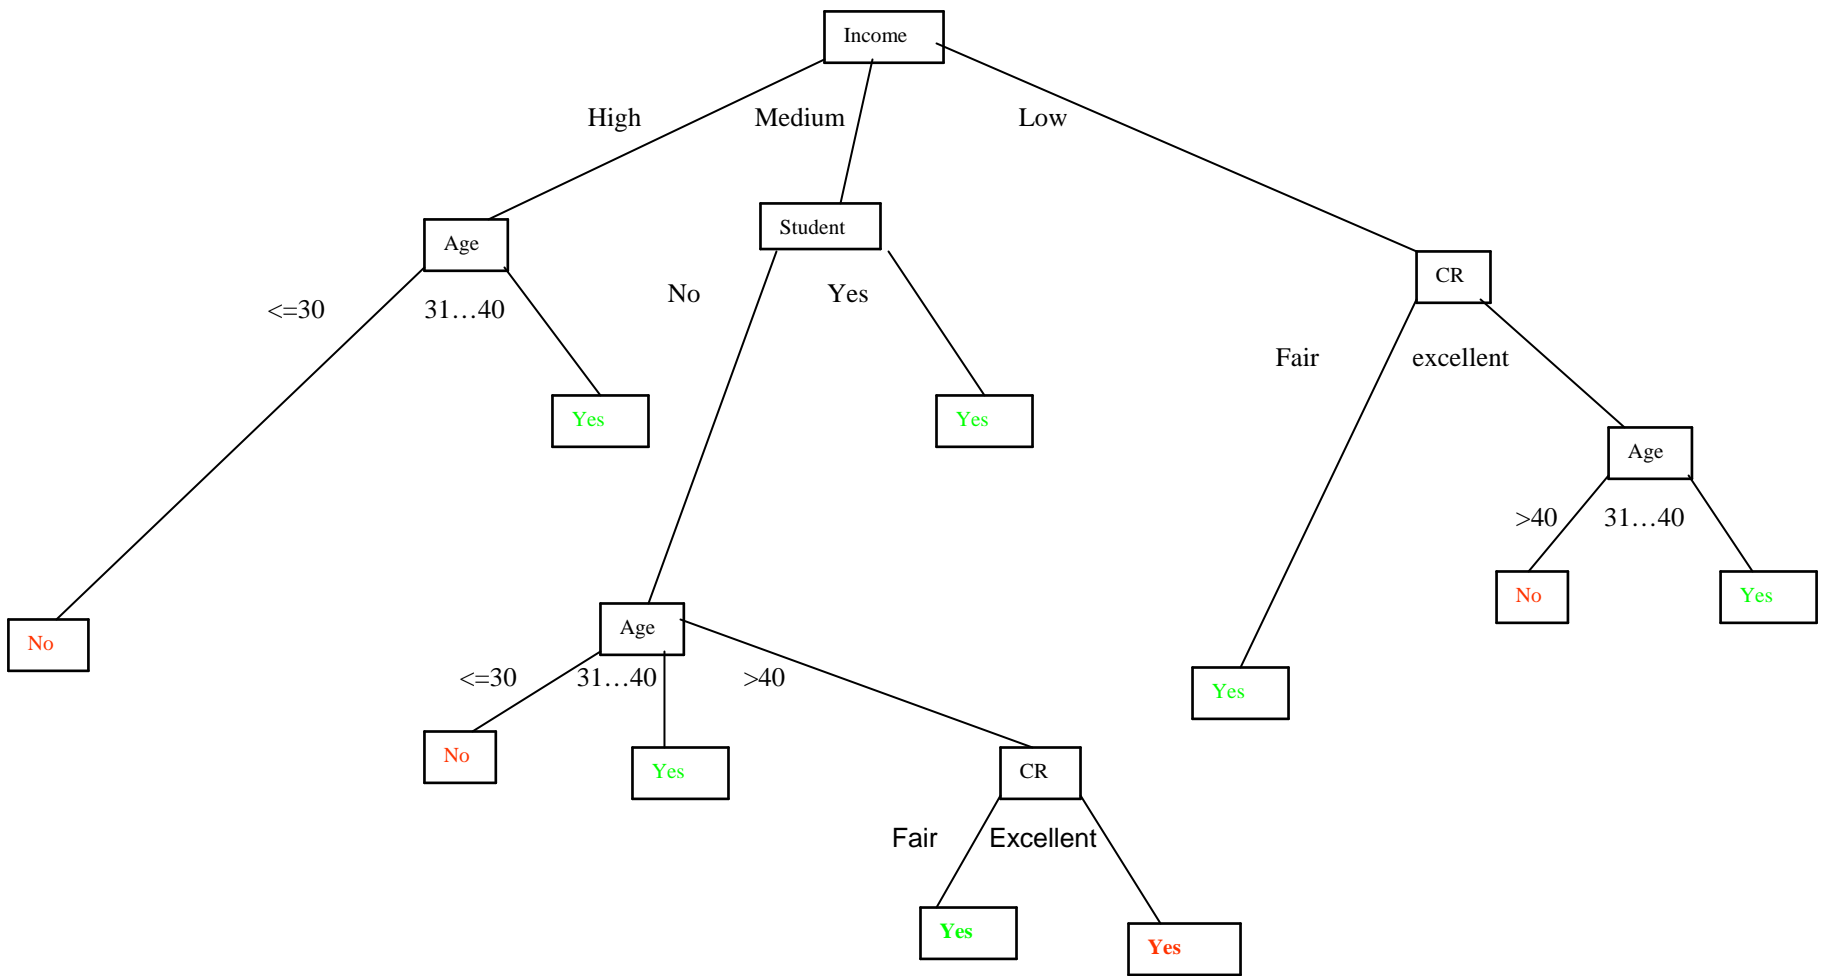 Income
High
Medium
Low
Age
Student
CR
<=30
31…40
No
Yes
Fair
excellent
Yes
Yes
Age
>40
31…40
No
Yes
No
Age
<=30
31…40
>40
Yes
No
Yes
CR
Fair
Excellent
Yes
Yes